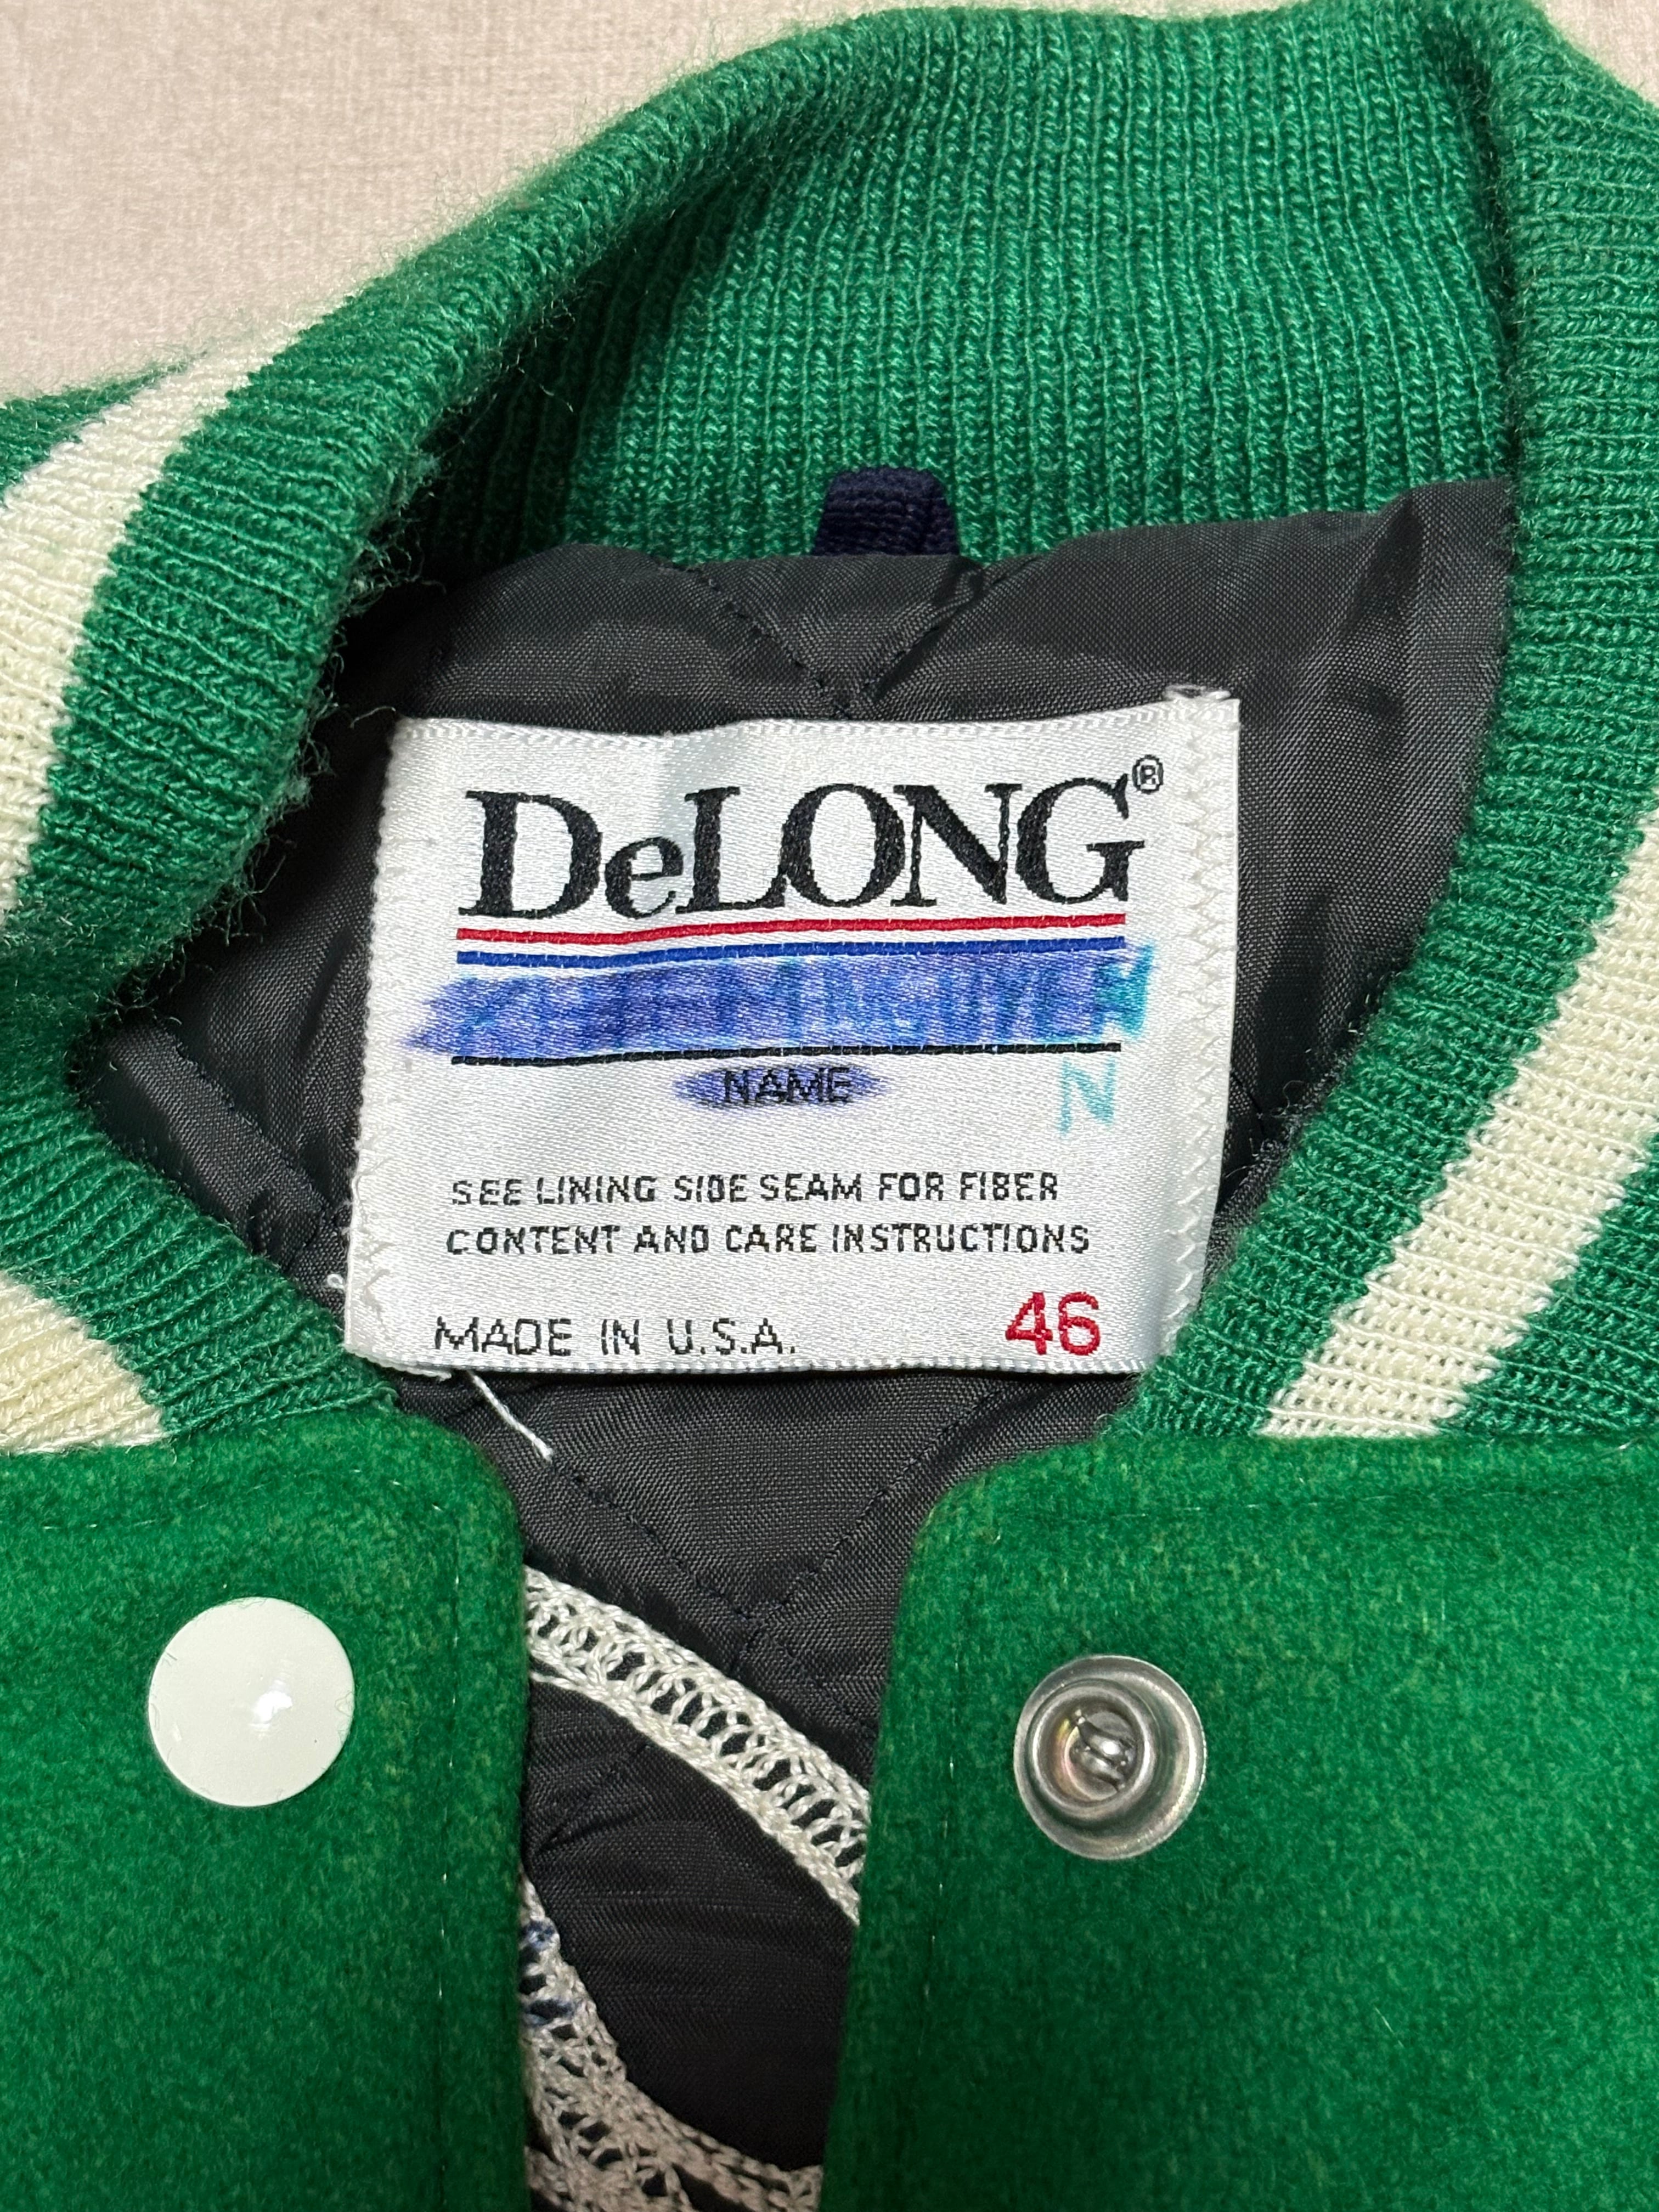 DeLONG®
NAME
N
SEE LINING SIDE SEAM FOR FIBER
CONTENT AND CARE INSTRUCTIONS
MADE IN U.S.A. 46